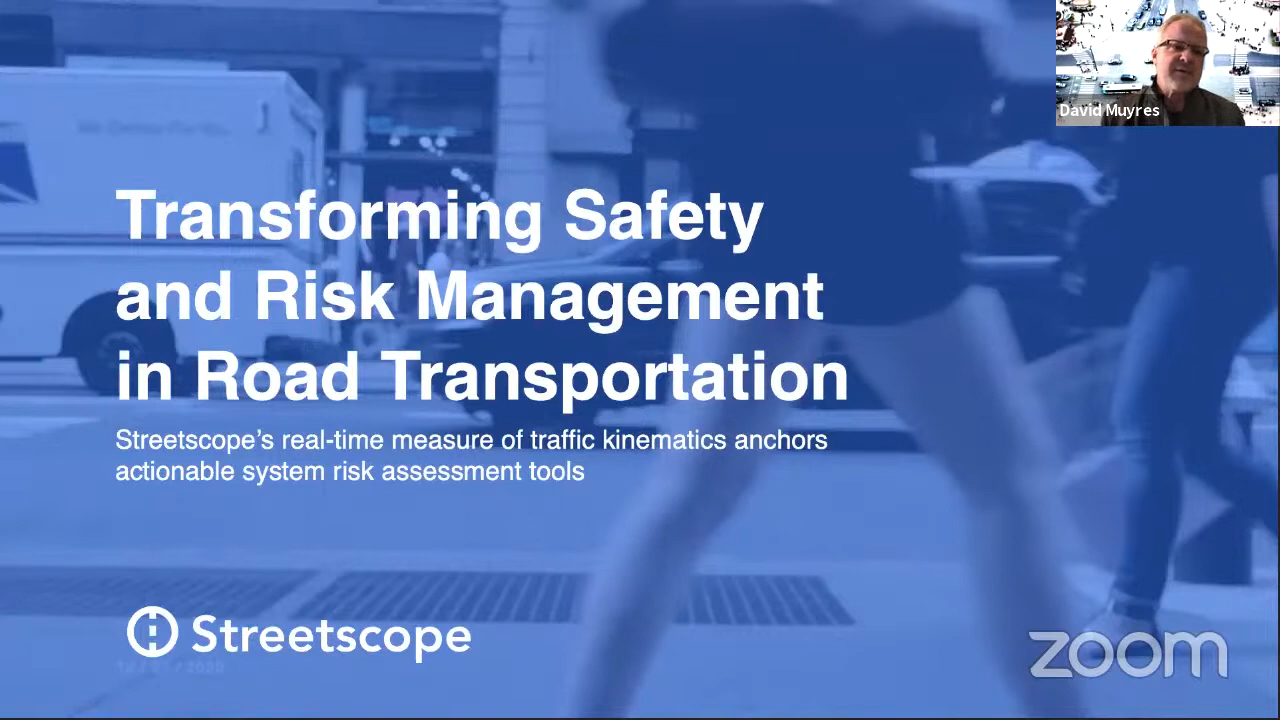 David Muyres
Transforming Safety
and Risk Management
in Road Transportation
Streetscope’s real-time measure of traffic kinematics anchors
actionable system risk assessment tools
Streetscope
zoom